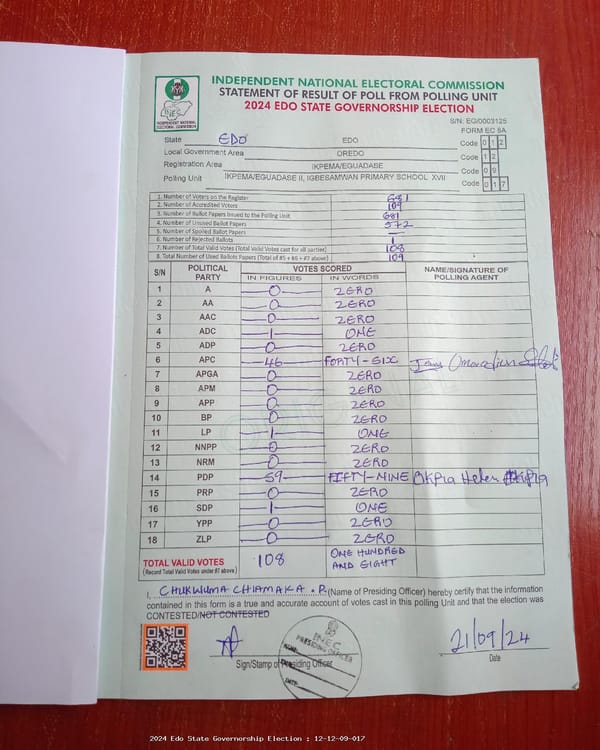 INDEPENDENT NATIONAL ELECTORAL COMMISSION
STATEMENT OF RESULT OF POLL FROM POLLING UNIT
2024 EDO STATE GOVERNORSHIP ELECTION
INEC
INDEPENDENT NATIONAL ELECTORAL COMMISSION
S/N: EG/0003125
FORM EC 8A
State EDO EDO Code 0 1 2
Local Government Area OREDO Code 1 2
Registration Area IKPEMA/EGUADASE Code 0 9
Polling Unit IKPEMA/EGUADASE II, IGBESAMWAN PRIMARY SCHOOL XVII Code 0 1 7
1. Number of Voters on the Register 681
2. Number of Accredited Voters 109
3. Number of Ballot Papers Issued to the Polling Unit 681
4. Number of Unused Ballot Papers 572
5. Number of Spoiled Ballot Papers —
6. Number of Rejected Ballots 1
7. Number of Total Valid Votes (Total Valid Votes cast for all parties) 108
8. Total Number of Used Ballots Papers (Total of #5 + #6 + #7 above) 109
S/N POLITICAL PARTY VOTES SCORED NAME/SIGNATURE OF POLLING AGENT
IN FIGURES IN WORDS
1 A 0 ZERO
2 AA 0 ZERO
3 AAC 0 ZERO
4 ADC 1 ONE
5 ADP 0 ZERO
6 APC 46 FORTY-SIX
7 APGA 0 ZERO
8 APM 0 ZERO
9 APP 0 ZERO
10 BP 0 ZERO
11 LP 1 ONE
12 NNPP 0 ZERO
13 NRM 0 ZERO
14 PDP 59 FIFTY-NINE Helen
15 PRP 0 ZERO
16 SDP 1 ONE
17 YPP 0 ZERO
18 ZLP 0 ZERO
TOTAL VALID VOTES 108 ONE HUNDRED AND EIGHT
(Record Total Valid Votes under #7 above)
I, CHUKWUMA CHIAMAKA . P. (Name of Presiding Officer) hereby certify that the information
contained in this form is a true and accurate account of votes cast in this polling Unit and that the election was
CONTESTED/NOT CONTESTED
INEC
PRESIDING OFFICER
NAME:
DATE:
21/09/24
Sign/Stamp of Presiding Officer Date
2024 Edo State Governorship Election : 12-12-09-017